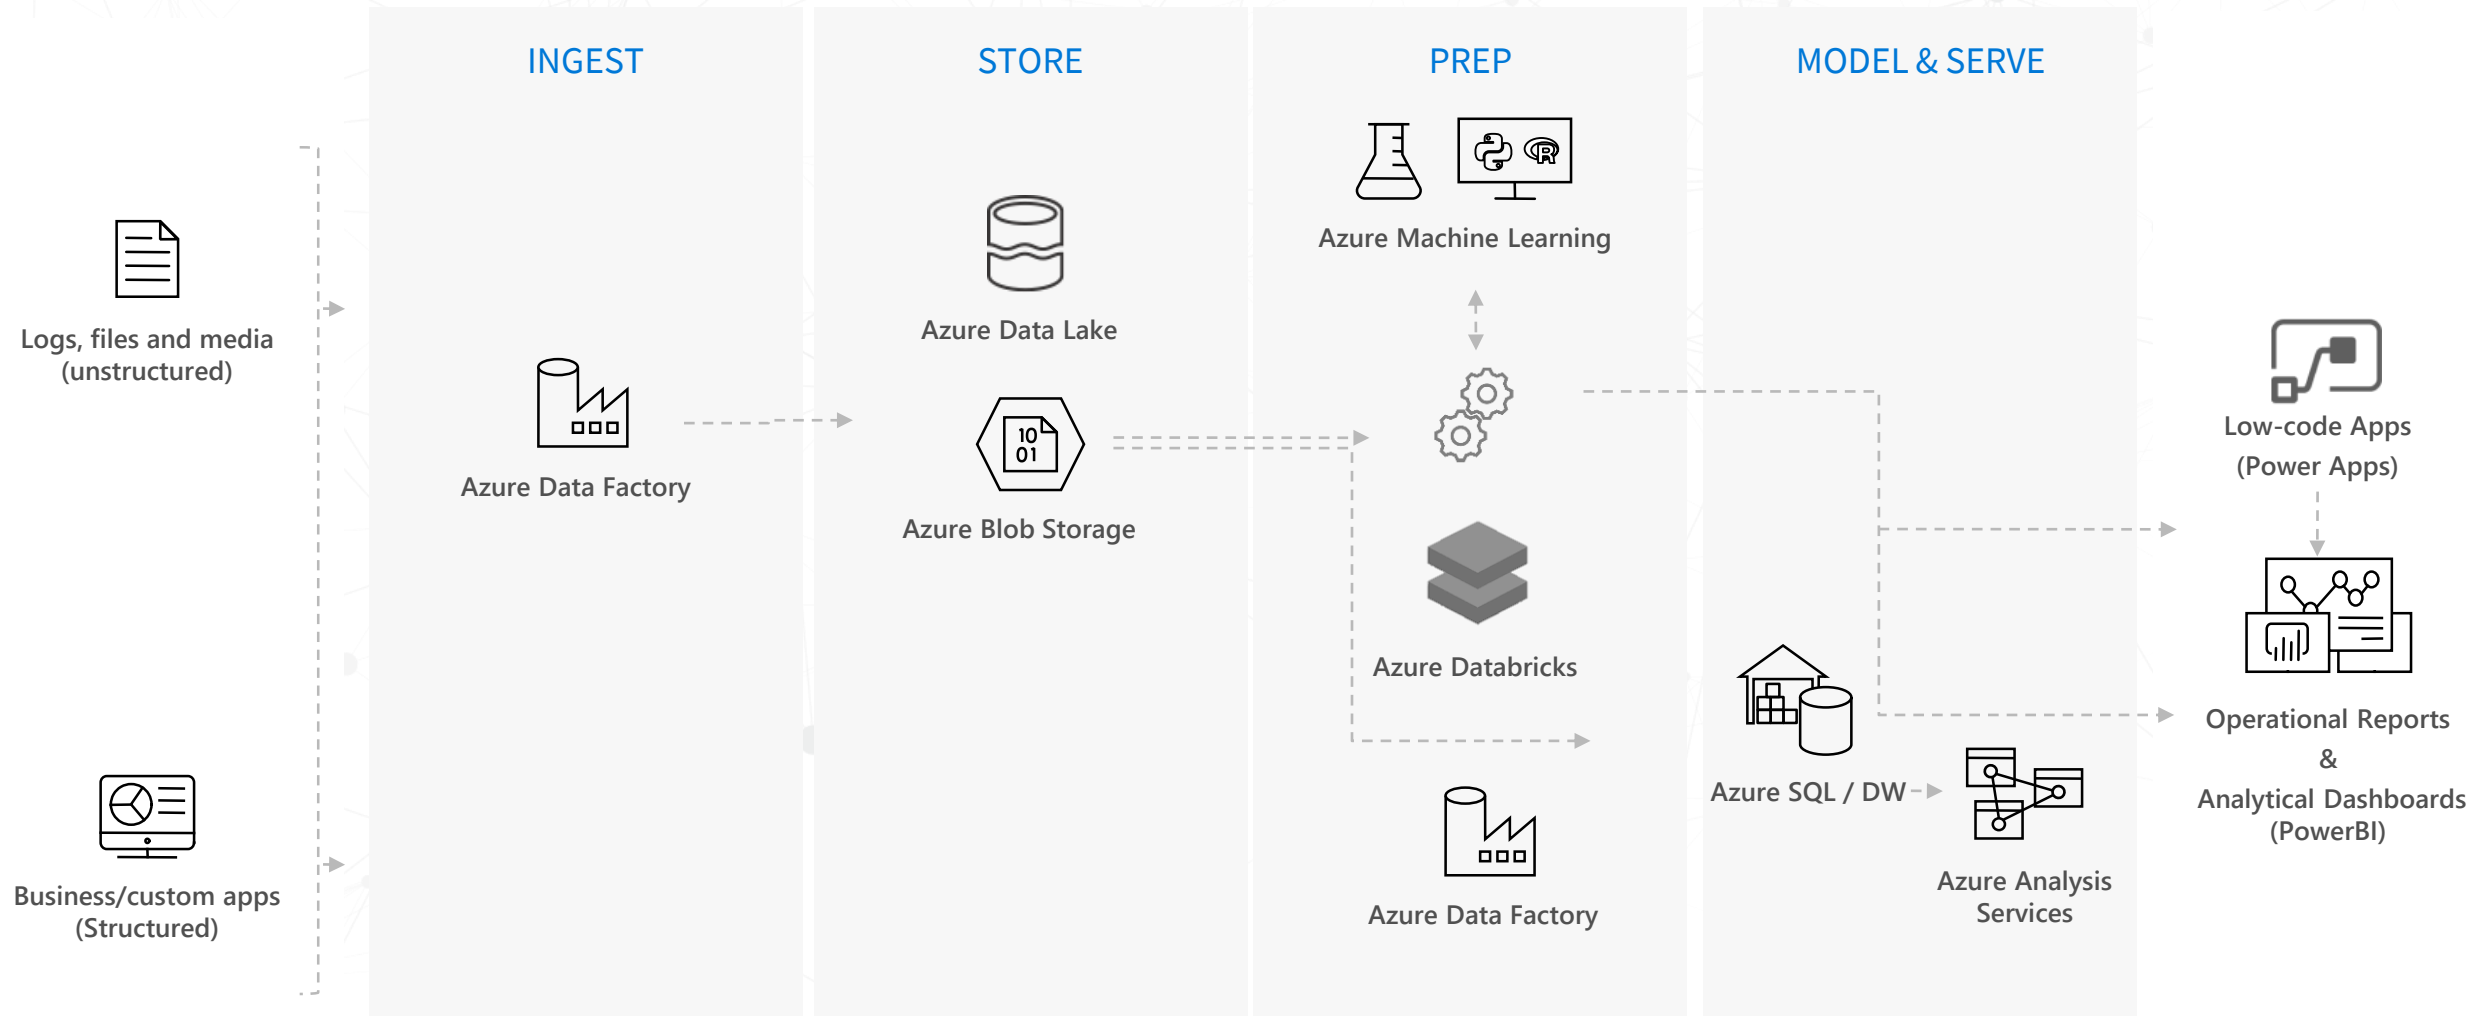 INGEST
STORE
PREP
MODEL & SERVE
Logs, files and media
(unstructured)
Business/custom apps
(Structured)
Azure Data Factory
Azure Data Lake
10
01
Azure Blob Storage
R
Azure Machine Learning
Azure Databricks
Azure Data Factory
Azure SQL / DW
Azure Analysis
Services
Low-code Apps
(Power Apps)
Operational Reports
&
Analytical Dashboards
(PowerBI)